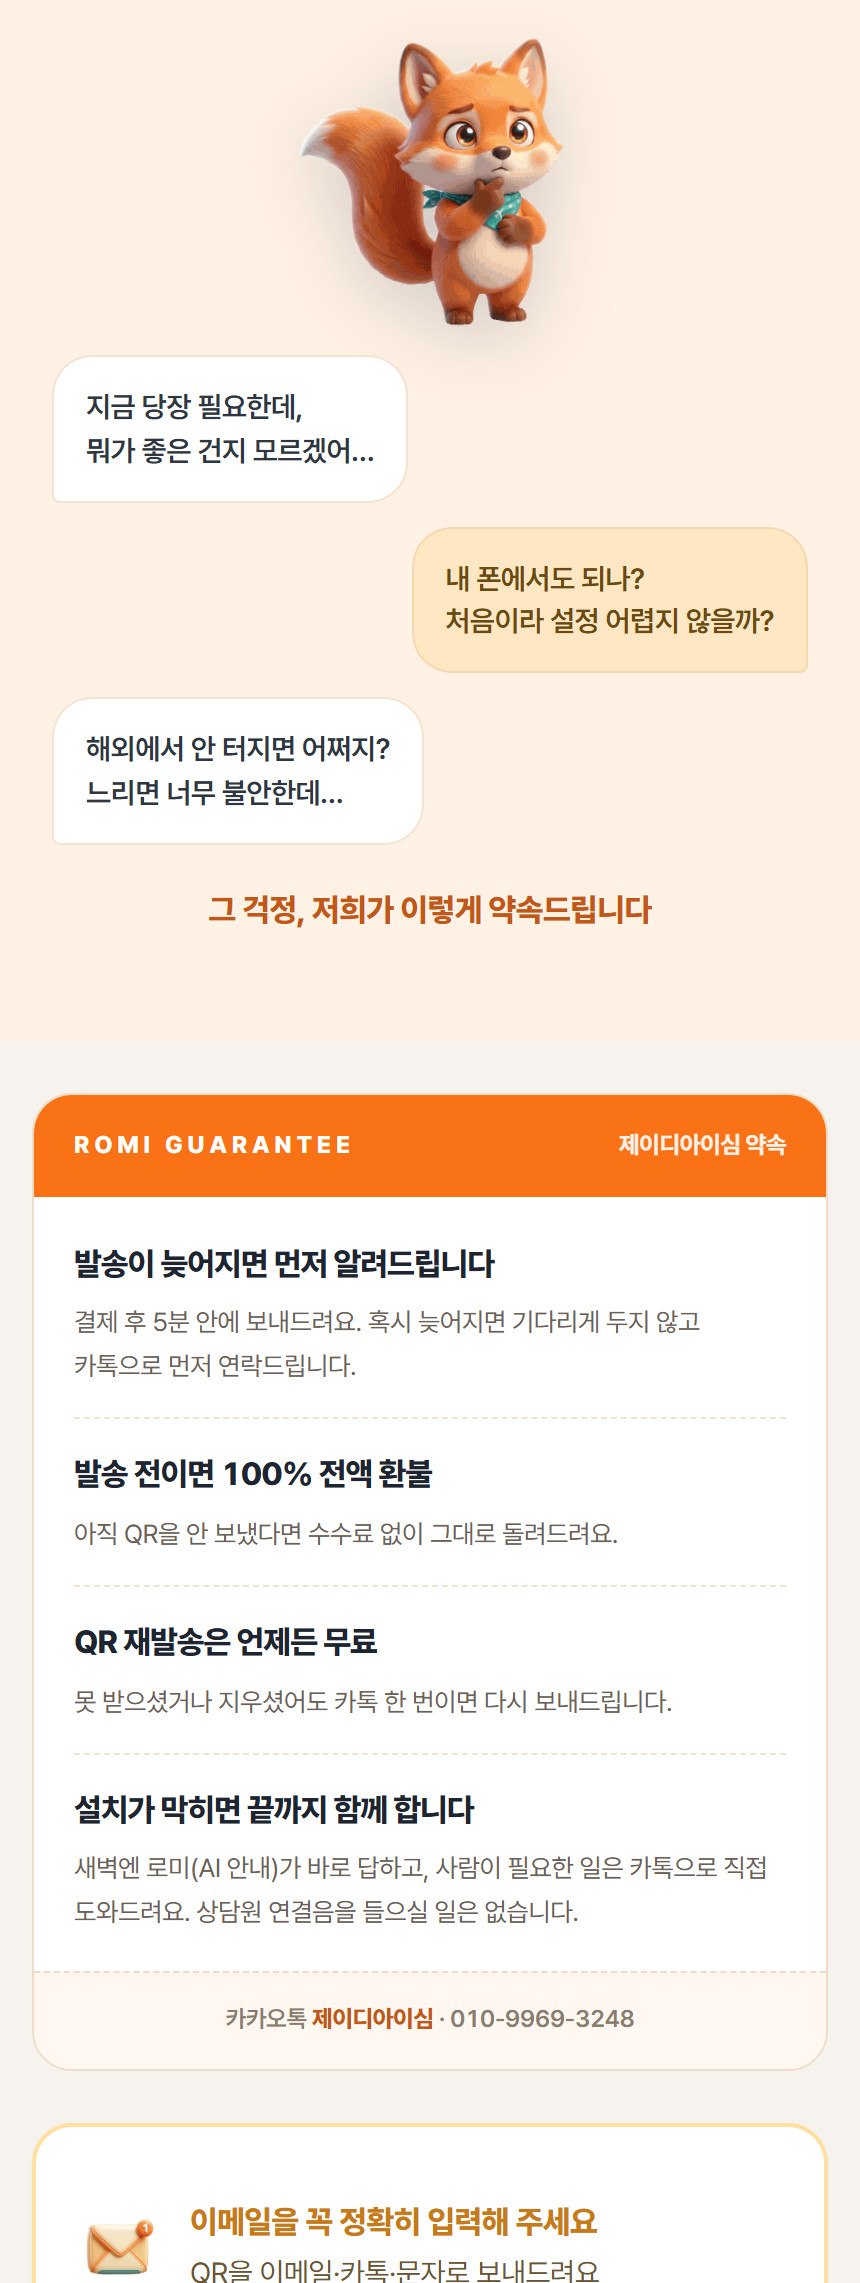 지금 당장 필요한데,
뭐가 좋은 건지 모르겠어...
내 폰에서도 되나?
처음이라 설정 어렵지 않을까?
해외에서 안 터지면 어쩌지?
느리면 너무 불안한데...
그 걱정, 저희가 이렇게 약속드립니다
ROMI GUARANTEE
제이디아이심 약속
발송이 늦어지면 먼저 알려드립니다
결제 후 5분 안에 보내드려요. 혹시 늦어지면 기다리게 두지 않고
카톡으로 먼저 연락드립니다.
발송 전이면 100% 전액 환불
아직 QR을 안 보냈다면 수수료 없이 그대로 돌려드려요.
QR 재발송은 언제든 무료
못 받으셨거나 지우셨어도 카톡 한 번이면 다시 보내드립니다.
설치가 막히면 끝까지 함께 합니다
새벽엔 로미(AI 안내)가 바로 답하고, 사람이 필요한 일은 카톡으로 직접
도와드려요. 상담원 연결음을 들으실 일은 없습니다.
카카오톡 제이디아이심 · 010-9969-3248
1
이메일을 꼭 정확히 입력해 주세요
QR을 이메일·카톡·문자로 보내드려요